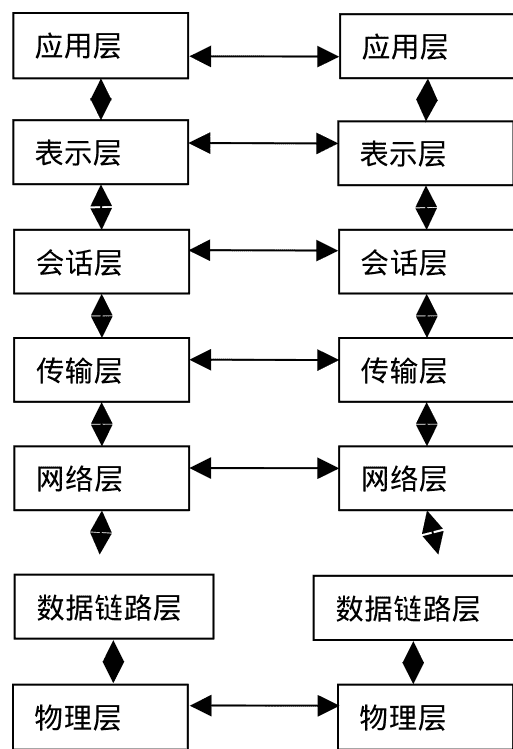 应用层 应用层
表示层 表示层
会话层 会话层
传输层 传输层
网络层 网络层
数据链路层 数据链路层
物理层 物理层